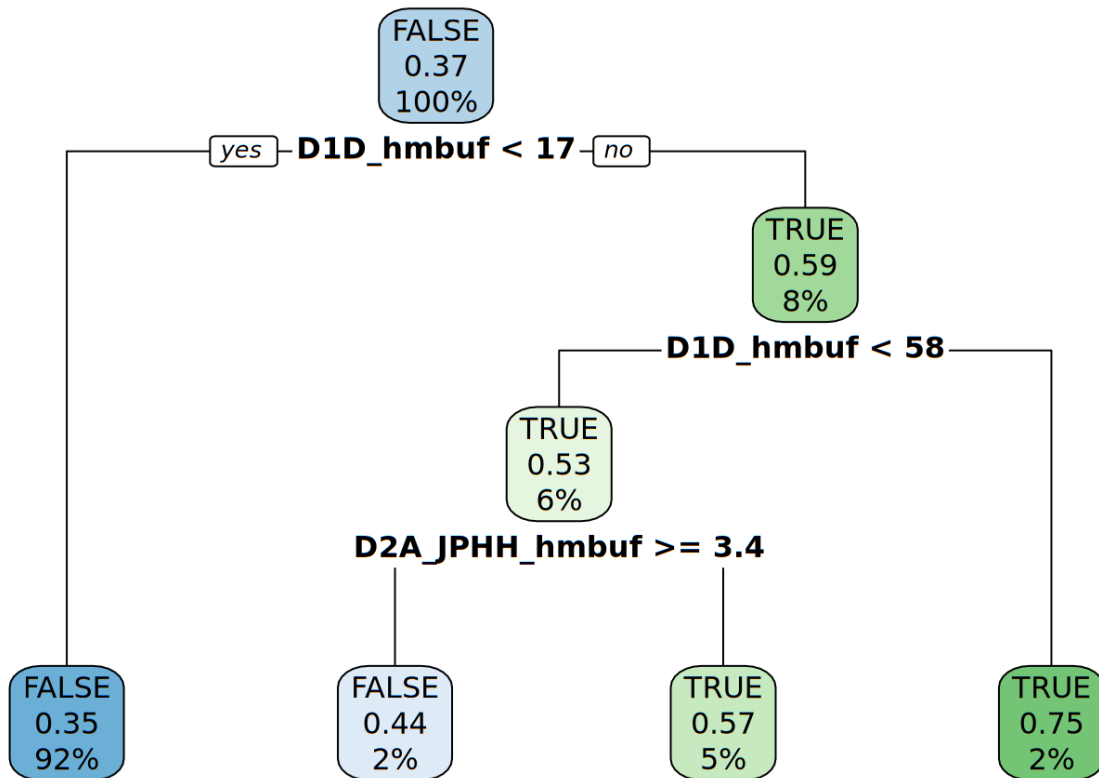 FALSE
0.37
100%
yes D1D_hmbuf < 17 no
TRUE
0.59
8%
D1D_hmbuf < 58
TRUE
0.53
6%
D2A_JPHH_hmbuf >= 3.4
FALSE
0.35
92%
FALSE
0.44
2%
TRUE
0.57
5%
TRUE
0.75
2%